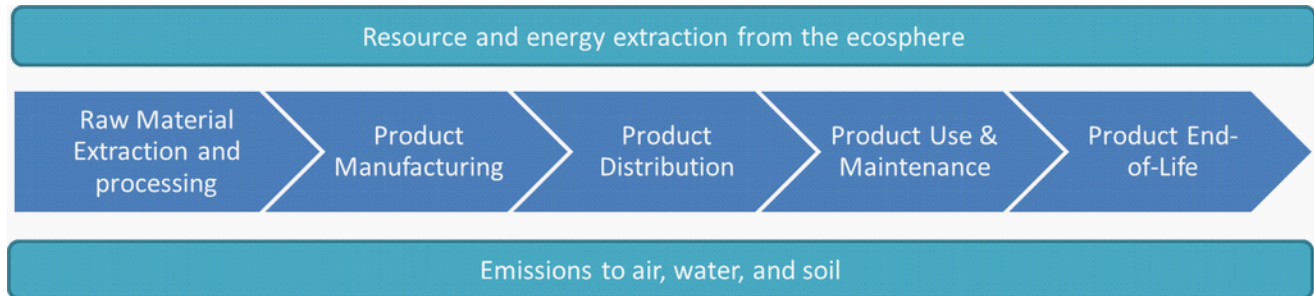 Resource and energy extraction from the ecosphere
Raw Material
Extraction and
processing
Product
Manufacturing
Product
Distribution
Product Use &
Maintenance
Product End-
of-Life
Emissions to air, water, and soil